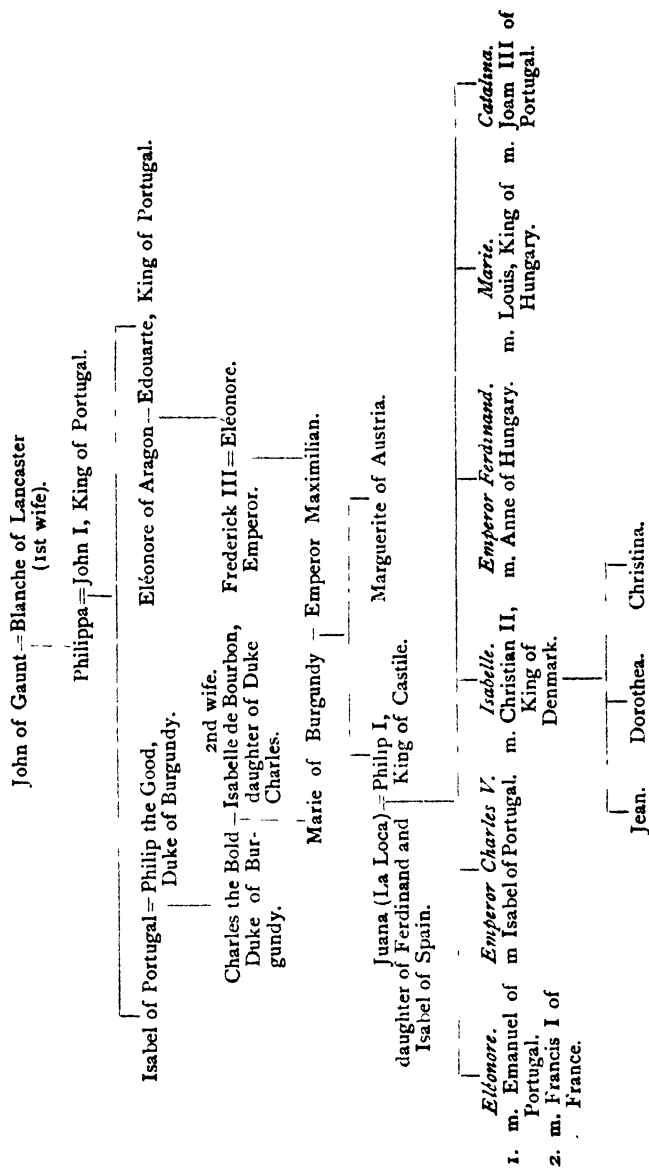 John of Gaunt=Blanche of Lancaster
(1st wife).
Philippa=John I, King of Portugal.
Isabel of Portugal=Philip the Good,
Duke of Burgundy.
Eléonore of Aragon—Edouarte, King of Portugal.
2nd wife.
Charles the Bold—Isabelle de Bourbon,
Duke of Bur- daughter of Duke
gundy. Charles.
Frederick III=Eléonore.
Emperor.
Marie of Burgundy — Emperor Maximilian.
Juana (La Loca)=Philip I,
daughter of Ferdinand and King of Castile.
Isabel of Spain.
Marguerite of Austria.
Eléonore.
1. m. Emanuel of
Portugal.
2. m. Francis I of
France.
Emperor Charles V.
m Isabel of Portugal.
Isabelle.
m. Christian II,
King of
Denmark.
Emperor Ferdinand.
m. Anne of Hungary.
Marie.
m. Louis, King of
Hungary.
Catalina.
m. Joam III of
Portugal.
Jean. Dorothea. Christina.